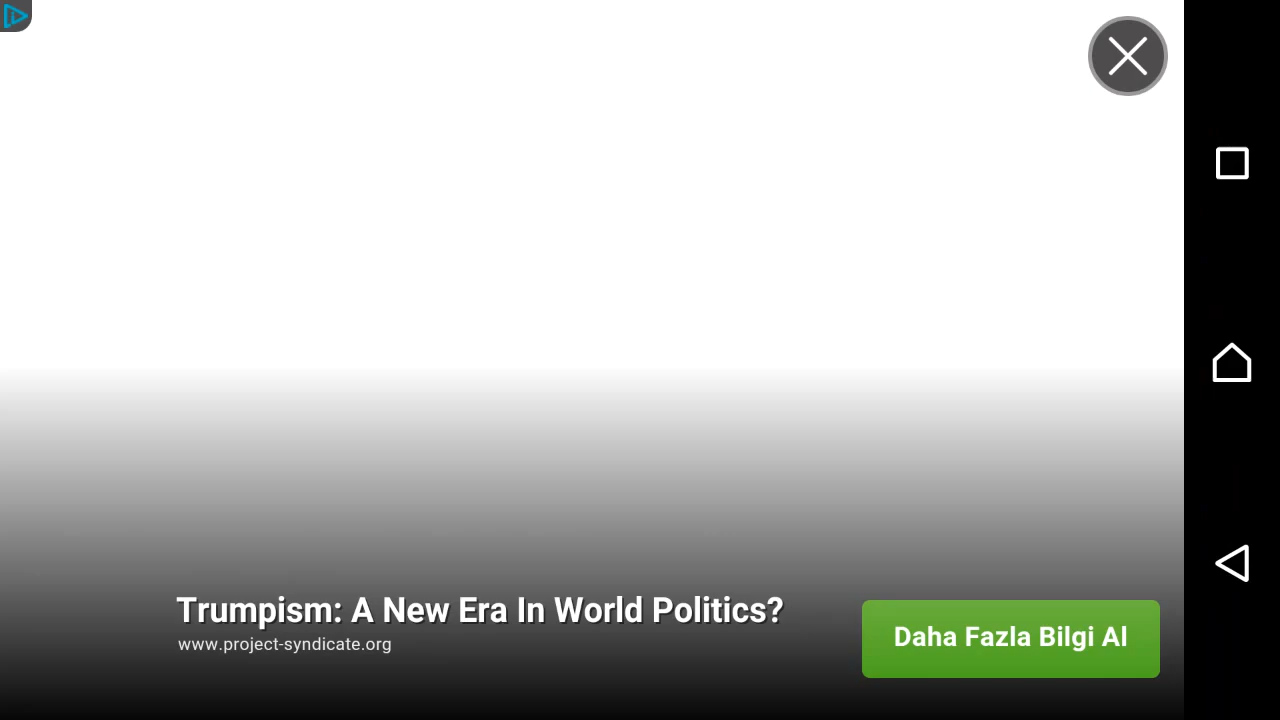 Trumpism: A New Era In World Politics?
www.project-syndicate.org
Daha Fazla Bilgi Al